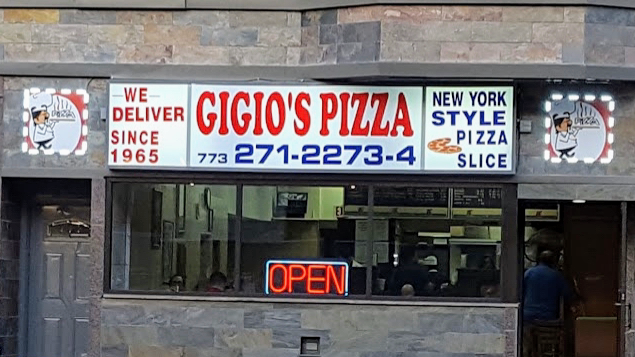 WE
DELIVER
SINCE
1965
GIGIO'S PIZZA
773 271-2273-4
NEW YORK
STYLE
PIZZA
SLICE
OPEN